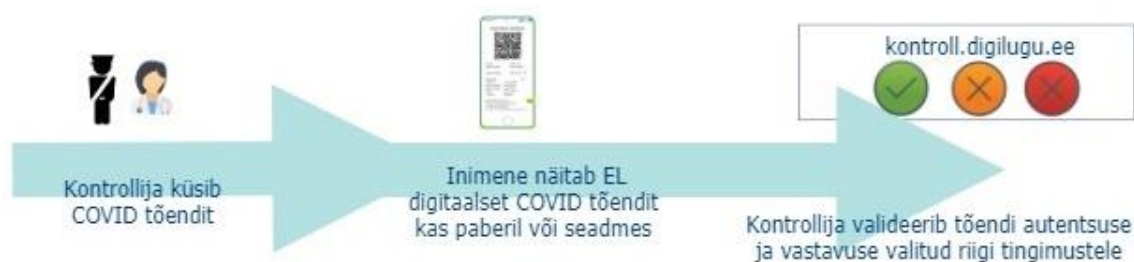 kontroll.digilugu.ee
Kontrollija küsib
COVID tõendit
Inimene näitab EL
digitaalset COVID tõendit
kas paberil või seadmes
Kontrollija valideerib tõendi autentsuse
ja vastavuse valitud riigi tingimustele